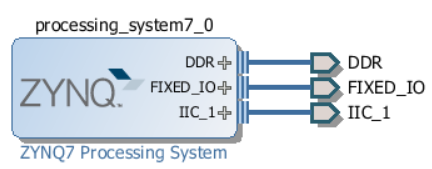 processing_system7_0
DDR DDR
FIXED_IO FIXED_IO
IIC_1 IIC_1
ZYNQ
ZYNQ7 Processing System